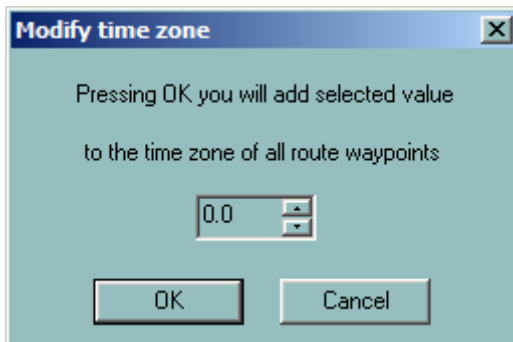 Modify time zone
Pressing OK you will add selected value
to the time zone of all route waypoints
0.0
OK
Cancel